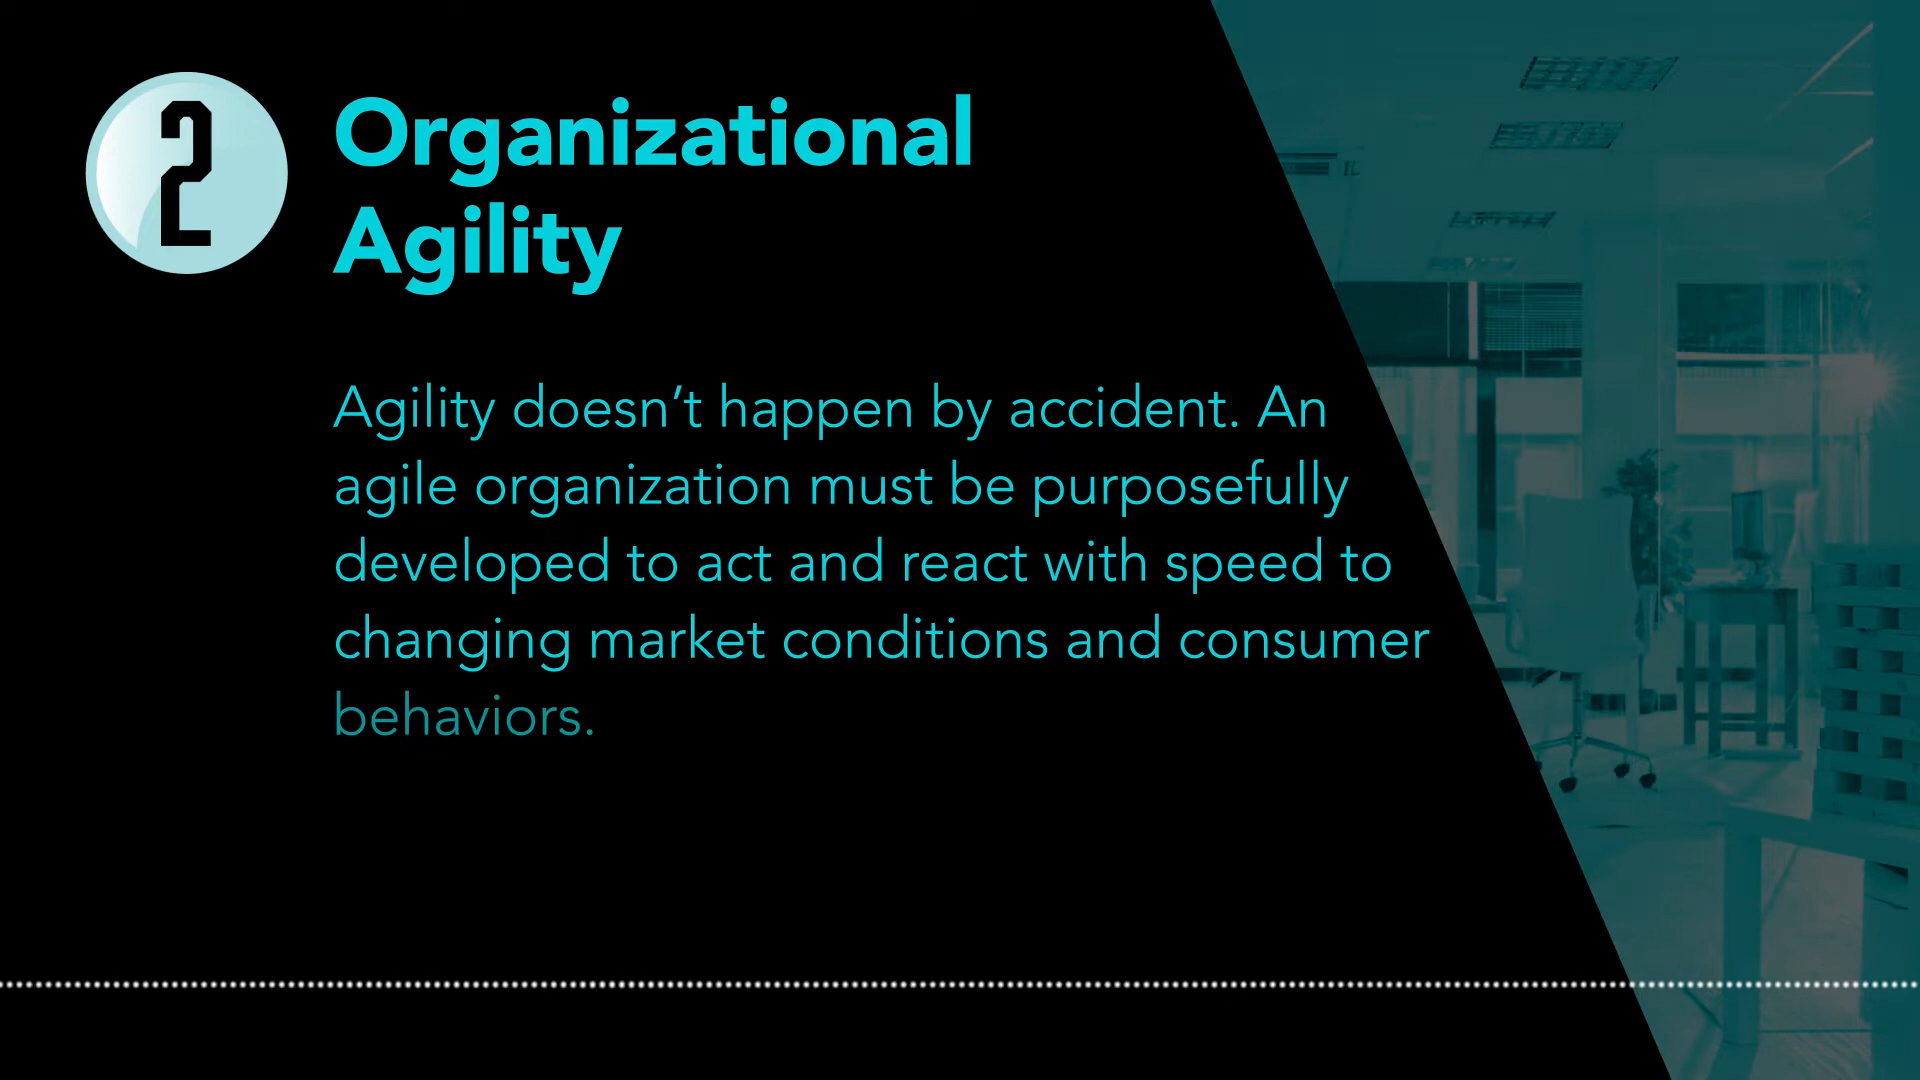 2
Organizational
Agility
Agility doesn’t happen by accident. An
agile organization must be purposefully
developed to act and react with speed to
changing market conditions and consumer
behaviors.